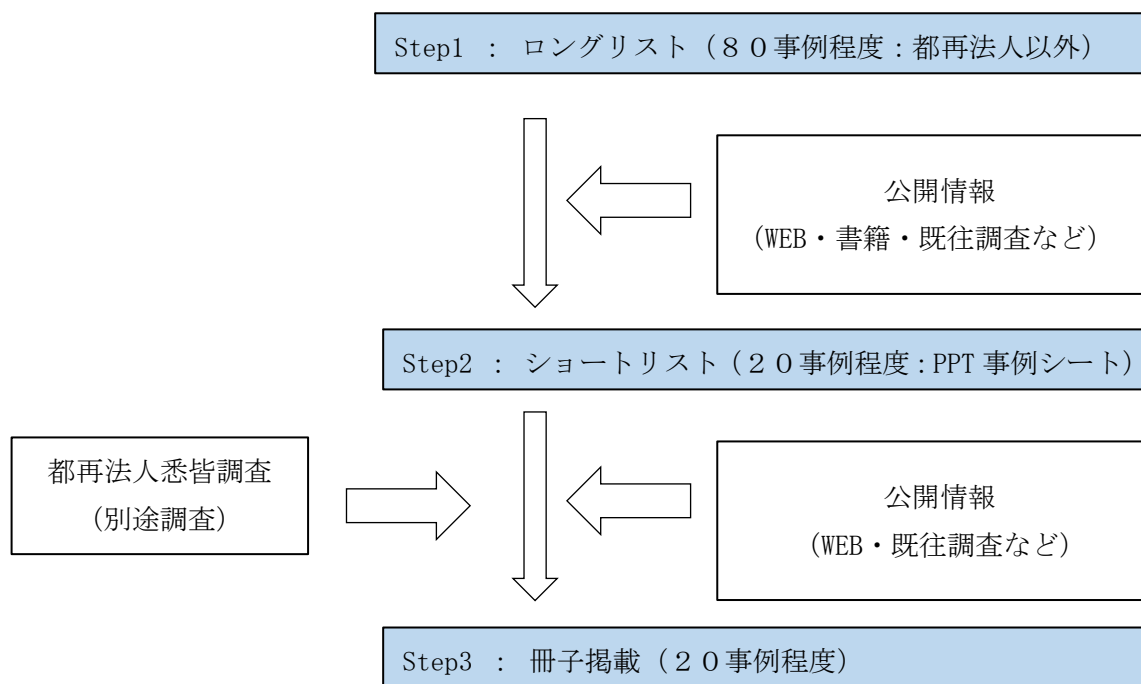 Step1 : ロングリスト（８０事例程度：都再法人以外）
公開情報
（WEB・書籍・既往調査など）
Step2 : ショートリスト（２０事例程度：PPT 事例シート）
都再法人悉皆調査
（別途調査）
公開情報
（WEB・既往調査など）
Step3 : 冊子掲載（２０事例程度）